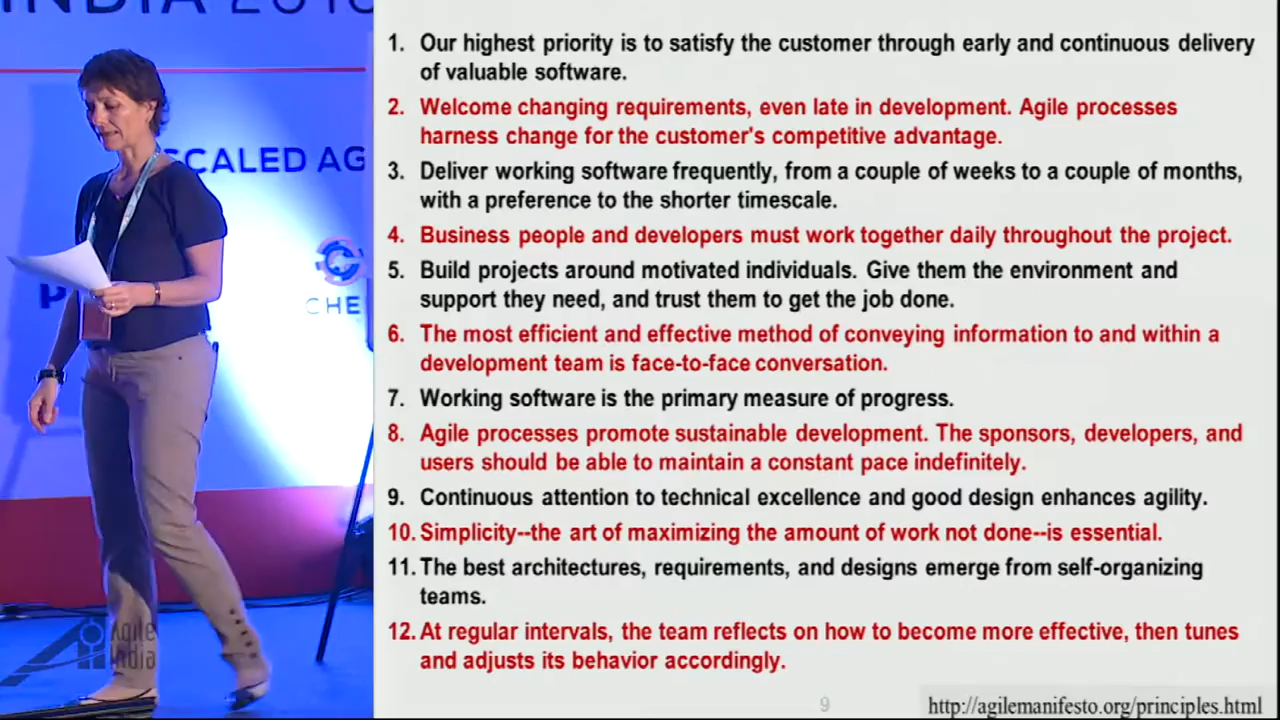 INDIA 2016
SCALED AG
CHE
Agile
India
1. Our highest priority is to satisfy the customer through early and continuous delivery
of valuable software.
2. Welcome changing requirements, even late in development. Agile processes
harness change for the customer's competitive advantage.
3. Deliver working software frequently, from a couple of weeks to a couple of months,
with a preference to the shorter timescale.
4. Business people and developers must work together daily throughout the project.
5. Build projects around motivated individuals. Give them the environment and
support they need, and trust them to get the job done.
6. The most efficient and effective method of conveying information to and within a
development team is face-to-face conversation.
7. Working software is the primary measure of progress.
8. Agile processes promote sustainable development. The sponsors, developers, and
users should be able to maintain a constant pace indefinitely.
9. Continuous attention to technical excellence and good design enhances agility.
10. Simplicity--the art of maximizing the amount of work not done--is essential.
11. The best architectures, requirements, and designs emerge from self-organizing
teams.
12. At regular intervals, the team reflects on how to become more effective, then tunes
and adjusts its behavior accordingly.
9
http://agilemanifesto.org/principles.html